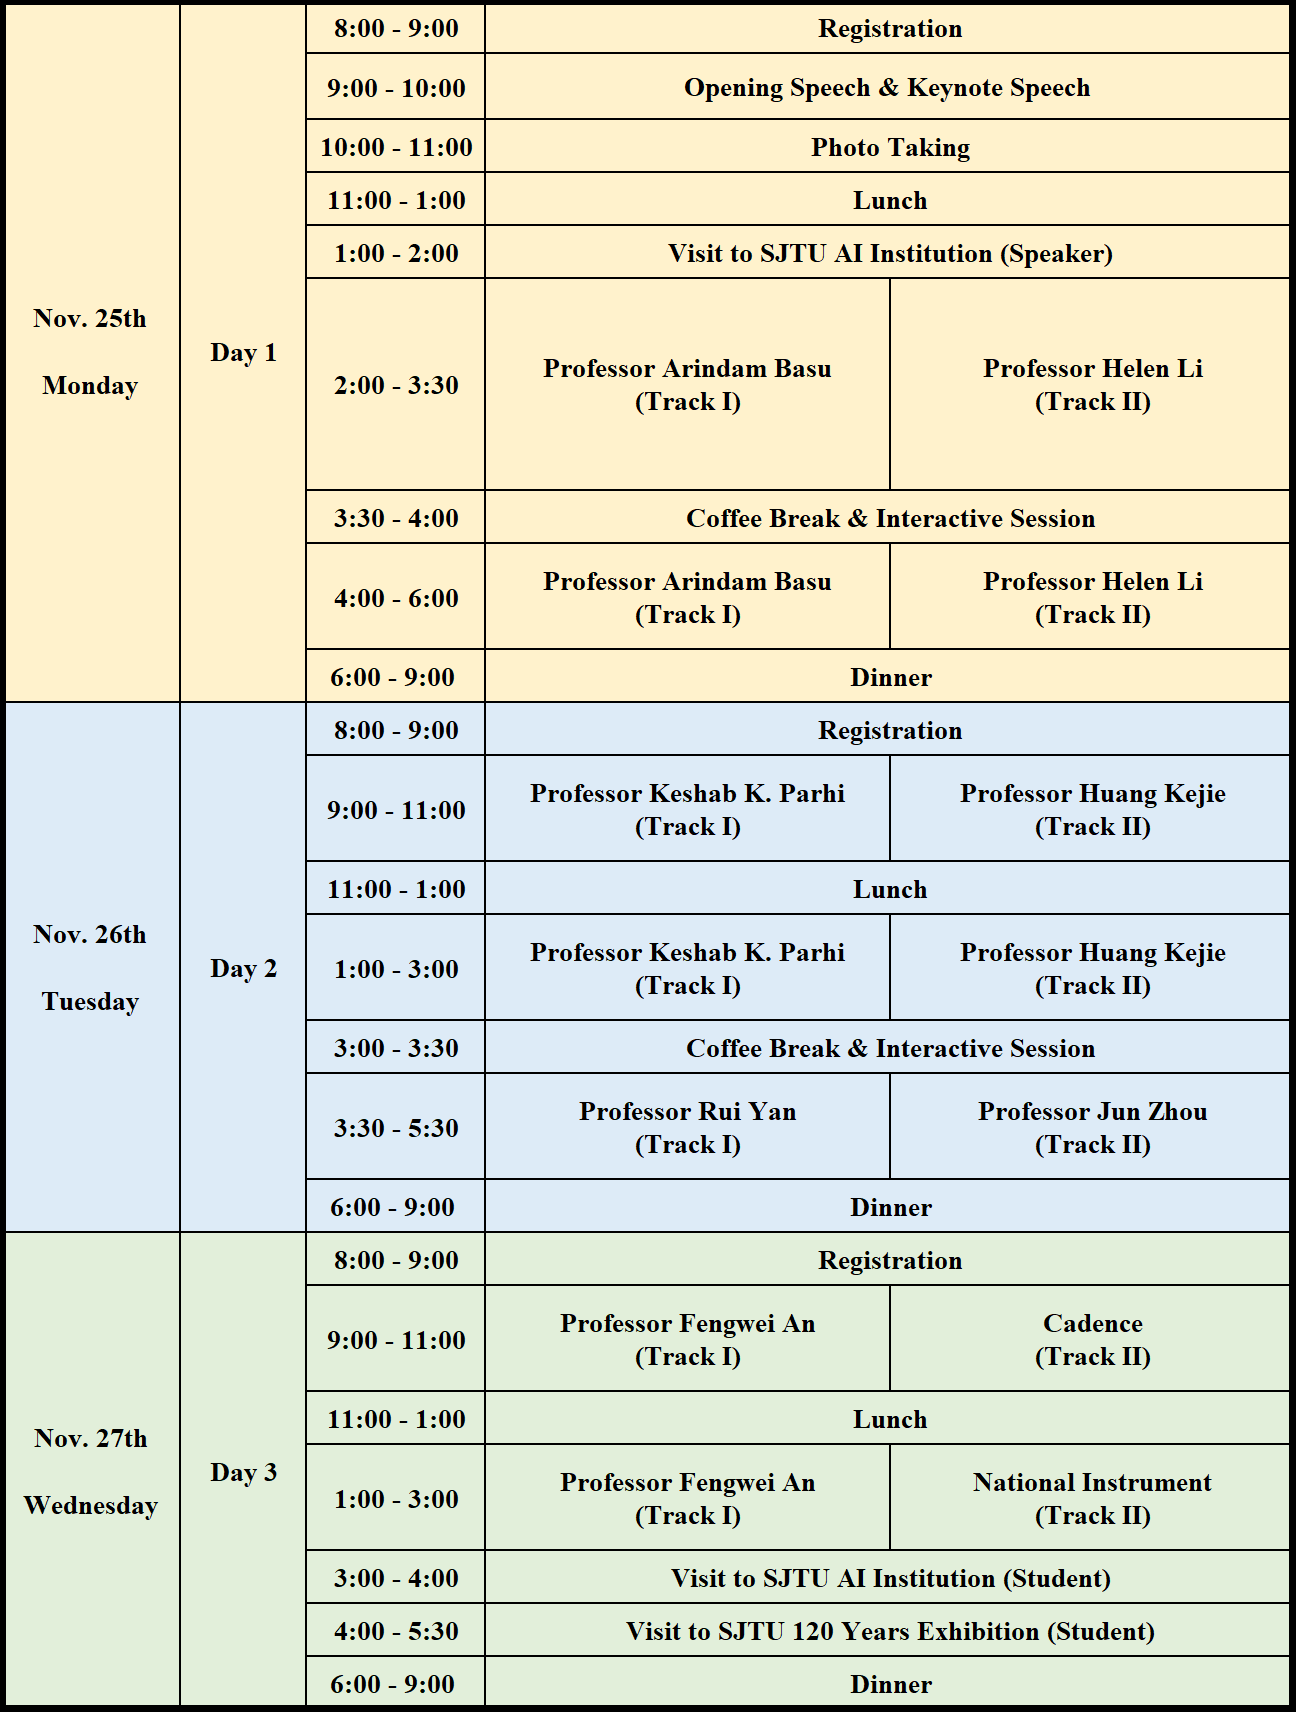 Nov. 25th
Monday
Day 1
8:00 - 9:00
Registration
9:00 - 10:00
Opening Speech & Keynote Speech
10:00 - 11:00
Photo Taking
11:00 - 1:00
Lunch
1:00 - 2:00
Visit to SJTU AI Institution (Speaker)
2:00 - 3:30
Professor Arindam Basu
(Track I)
Professor Helen Li
(Track II)
3:30 - 4:00
Coffee Break & Interactive Session
4:00 - 6:00
Professor Arindam Basu
(Track I)
Professor Helen Li
(Track II)
6:00 - 9:00
Dinner
Nov. 26th
Tuesday
Day 2
8:00 - 9:00
Registration
9:00 - 11:00
Professor Keshab K. Parhi
(Track I)
Professor Huang Kejie
(Track II)
11:00 - 1:00
Lunch
1:00 - 3:00
Professor Keshab K. Parhi
(Track I)
Professor Huang Kejie
(Track II)
3:00 - 3:30
Coffee Break & Interactive Session
3:30 - 5:30
Professor Rui Yan
(Track I)
Professor Jun Zhou
(Track II)
6:00 - 9:00
Dinner
Nov. 27th
Wednesday
Day 3
8:00 - 9:00
Registration
9:00 - 11:00
Professor Fengwei An
(Track I)
Cadence
(Track II)
11:00 - 1:00
Lunch
1:00 - 3:00
Professor Fengwei An
(Track I)
National Instrument
(Track II)
3:00 - 4:00
Visit to SJTU AI Institution (Student)
4:00 - 5:30
Visit to SJTU 120 Years Exhibition (Student)
6:00 - 9:00
Dinner